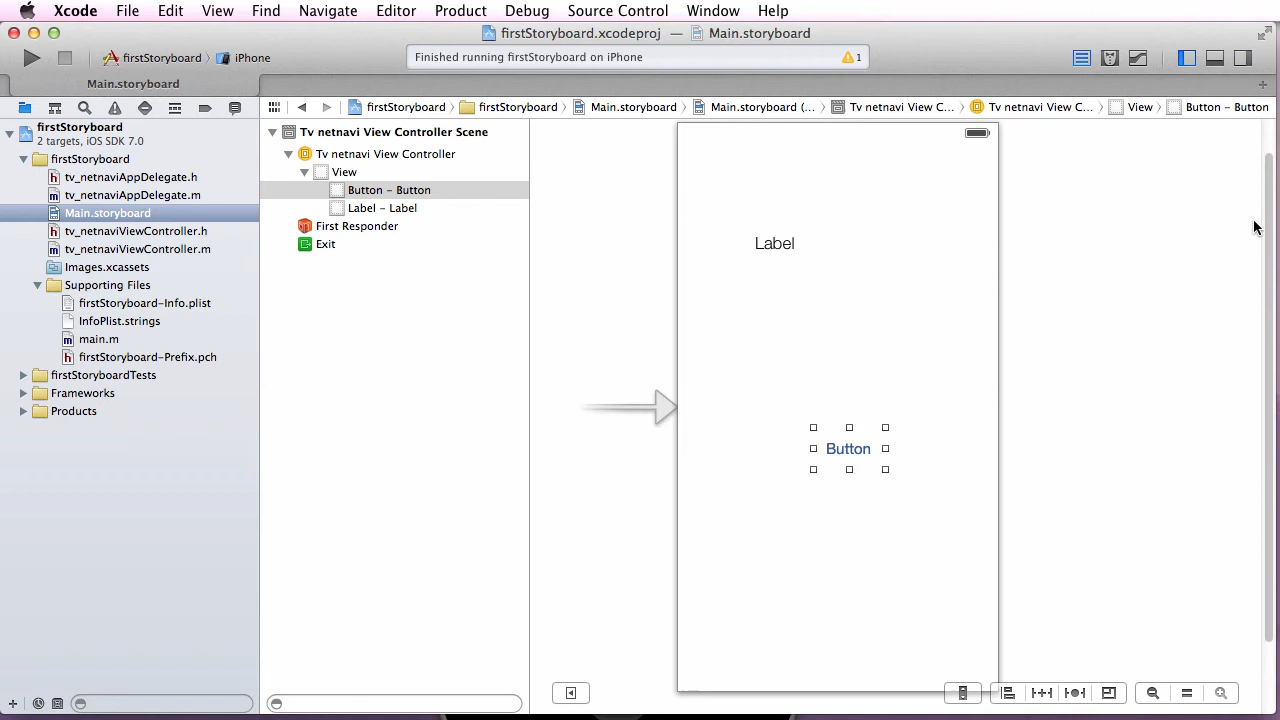 Xcode File Edit View Find Navigate Editor Product Debug Source Control Window Help
firstStoryboard.xcodeproj — Main.storyboard
firstStoryboard iPhone
Finished running firstStoryboard on iPhone 1
Main.storyboard
firstStoryboard firstStoryboard Main.storyboard Main.storyboard (... Tv netnavi View C... Tv netnavi View C... View Button – Button
firstStoryboard
2 targets, iOS SDK 7.0
firstStoryboard
h tv_netnaviAppDelegate.h
m tv_netnaviAppDelegate.m
Main.storyboard
h tv_netnaviViewController.h
m tv_netnaviViewController.m
Images.xcassets
Supporting Files
firstStoryboard-Info.plist
InfoPlist.strings
m main.m
h firstStoryboard-Prefix.pch
firstStoryboardTests
Frameworks
Products
Tv netnavi View Controller Scene
Tv netnavi View Controller
View
Button – Button
Label – Label
First Responder
Exit
Label
Button